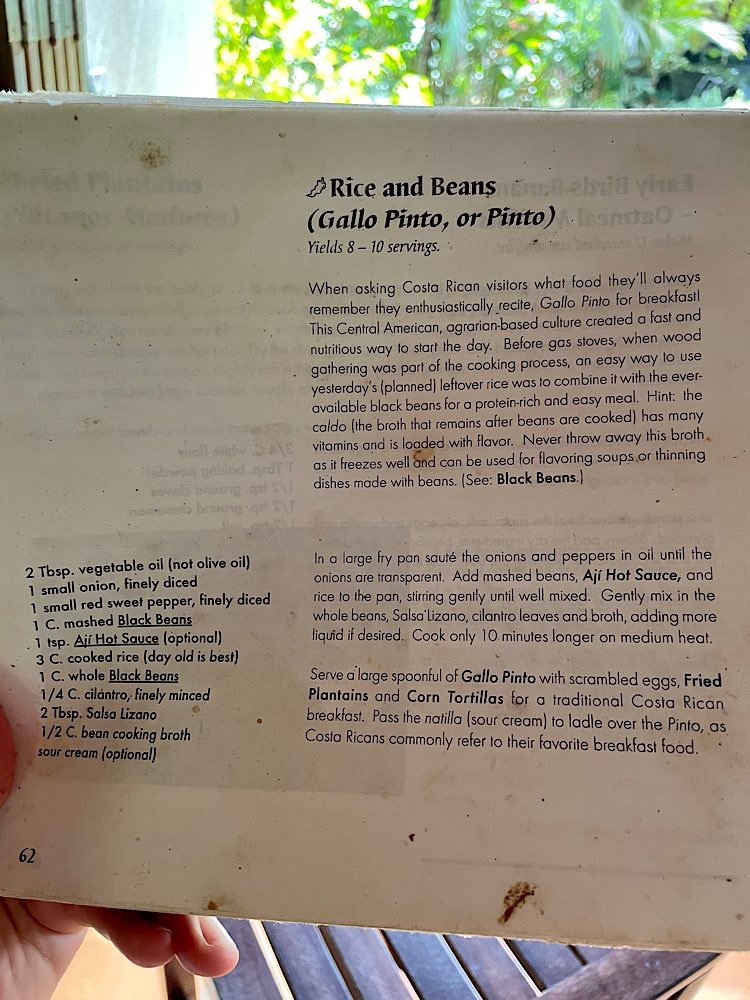 Rice and Beans
(Gallo Pinto, or Pinto)
Yields 8 – 10 servings.
When asking Costa Rican visitors what food they'll always
remember they enthusiastically recite, Gallo Pinto for breakfast!
This Central American, agrarian-based culture created a fast and
nutritious way to start the day. Before gas stoves, when wood
gathering was part of the cooking process, an easy way to use
yesterday's (planned) leftover rice was to combine it with the ever-
available black beans for a protein-rich and easy meal. Hint: the
caldo (the broth that remains after beans are cooked) has many
vitamins and is loaded with flavor. Never throw away this broth
as it freezes well and can be used for flavoring soups or thinning
dishes made with beans. (See: Black Beans.)
2 Tbsp. vegetable oil (not olive oil)
1 small onion, finely diced
1 small red sweet pepper, finely diced
1 C. mashed Black Beans
1 tsp. Ají Hot Sauce (optional)
3 C. cooked rice (day old is best)
1 C. whole Black Beans
1/4 C. cilantro, finely minced
2 Tbsp. Salsa Lizano
1/2 C. bean cooking broth
sour cream (optional)
In a large fry pan sauté the onions and peppers in oil until the
onions are transparent. Add mashed beans, Ají Hot Sauce, and
rice to the pan, stirring gently until well mixed. Gently mix in the
whole beans, Salsa Lizano, cilantro leaves and broth, adding more
liquid if desired. Cook only 10 minutes longer on medium heat.
Serve a large spoonful of Gallo Pinto with scrambled eggs, Fried
Plantains and Corn Tortillas for a traditional Costa Rican
breakfast. Pass the natilla (sour cream) to ladle over the Pinto, as
Costa Ricans commonly refer to their favorite breakfast food.
62